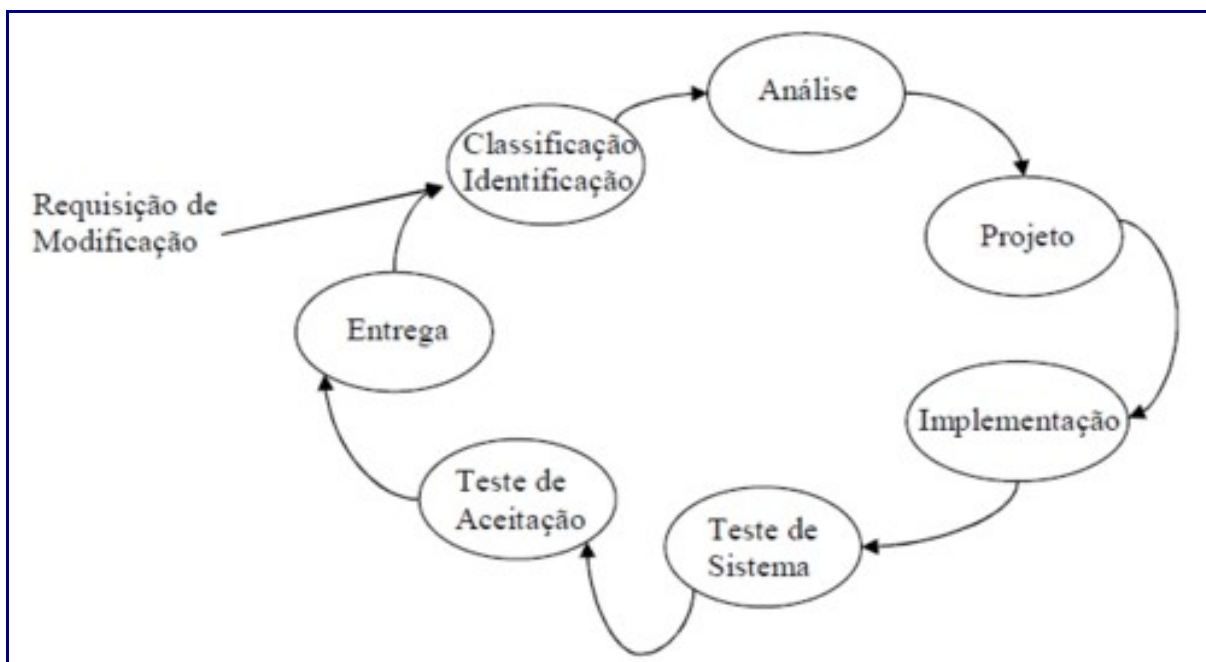 Análise
Classificação
Identificação
Requisição de
Modificação
Projeto
Entrega
Implementação
Teste de
Aceitação
Teste de
Sistema